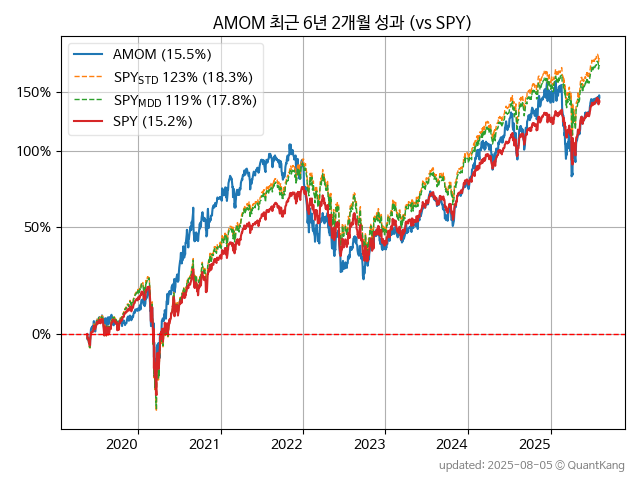 AMOM 최근 6년 2개월 성과 (vs SPY)
AMOM (15.5%)
SPYSTD 123% (18.3%)
SPYMDD 119% (17.8%)
SPY (15.2%)
150%
100%
50%
0%
2020 2021 2022 2023 2024 2025
updated: 2025-08-05 © QuantKang